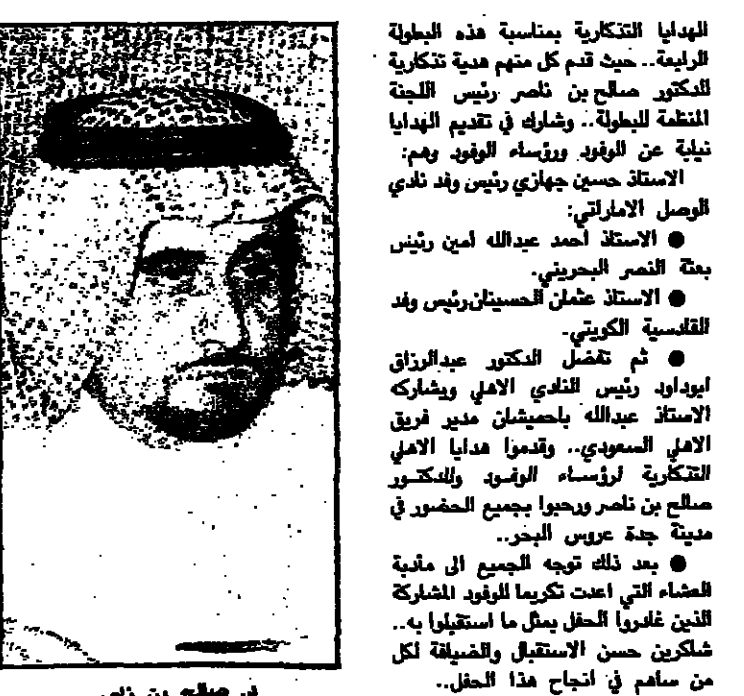 الهدايا التذكارية بمناسبة هذه البطولة
الرابعة.. حيث قدم كل منهم هدية تذكارية
للدكتور صالح بن ناصر رئيس اللجنة
المنظمة للبطولة.. وشارك في تقديم الهدايا
نيابة عن الوفود ورؤساء الوفود وهم:
الاستاذ حسين جهازي رئيس وفد نادي
الوصل الاماراتي:
● الاستاذ احمد عبدالله امين رئيس
بعثة النصر البحريني.
● الاستاذ عثمان الحسينان رئيس وفد
القادسية الكويتي.
● ثم تفضل الدكتور عبدالرزاق
ابوداود رئيس النادي الاهلي ويشاركه
الاستاذ عبدالله باحميشان مدير فريق
الاهلي السعودي.. وقدموا هدايا الاهلي
التذكارية لرؤساء الوفود وللدكتور
صالح بن ناصر ورحبوا بجميع الحضور في
مدينة جدة عروس البحر..
● بعد ذلك توجه الجميع الى مأدبة
العشاء التي اعدت تكريما للوفود المشاركة
الذين غادروا الحفل بمثل ما استقبلوا به..
شاكرين حسن الاستقبال والضيافة لكل
من ساهم في انجاح هذا الحفل..
د. صالح بن ناصر